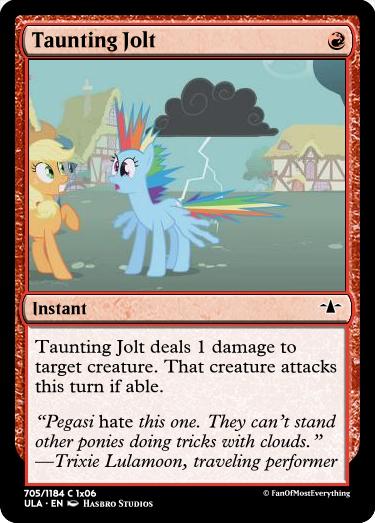 Taunting Jolt
Instant
Taunting Jolt deals 1 damage to
target creature. That creature attacks
this turn if able.
“Pegasi hate this one. They can’t stand
other ponies doing tricks with clouds.”
—Trixie Lulamoon, traveling performer
705/1184 C 1x06
ULA • EN Hasbro Studios
© FanOfMostEverything